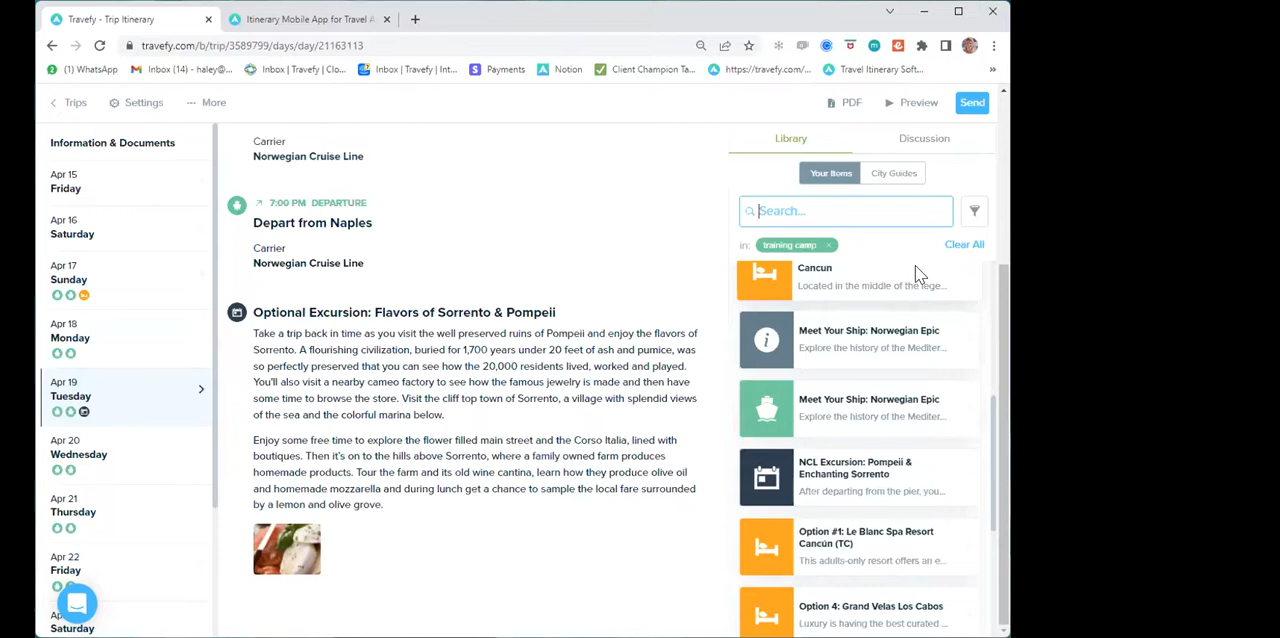 Travefy - Trip Itinerary
Itinerary Mobile App for Travel A
travefy.com/b/trip/3589799/days/day/21163113
(1) WhatsApp
Inbox (14) - haley@...
Inbox | Travefy | Clo...
Inbox | Travefy | Int...
Payments
Notion
Client Champion Ta...
https://travefy.com/...
Travel Itinerary Soft...
»
Trips
Settings
More
PDF
Preview
Send
Information & Documents
Apr 15
Friday
Apr 16
Saturday
Apr 17
Sunday
Apr 18
Monday
Apr 19
Tuesday
Apr 20
Wednesday
Apr 21
Thursday
Apr 22
Friday
Saturday
Carrier
Norwegian Cruise Line
7:00 PM DEPARTURE
Depart from Naples
Carrier
Norwegian Cruise Line
Optional Excursion: Flavors of Sorrento & Pompeii
Take a trip back in time as you visit the well preserved ruins of Pompeii and enjoy the flavors of
Sorrento. A flourishing civilization, buried for 1,700 years under 20 feet of ash and pumice, was
so perfectly preserved that you can see how the 20,000 residents lived, worked and played.
You'll also visit a nearby cameo factory to see how the famous jewelry is made and then have
some time to browse the store. Visit the cliff top town of Sorrento, a village with splendid views
of the sea and the colorful marina below.
Enjoy some free time to explore the flower filled main street and the Corso Italia, lined with
boutiques. Then it's on to the hills above Sorrento, where a family owned farm produces
homemade products. Tour the farm and its old wine cantina, learn how they produce olive oil
and homemade mozzarella and during lunch get a chance to sample the local fare surrounded
by a lemon and olive grove.
Library
Discussion
Your Items
City Guides
Search...
in: training camp ×
Clear All
Cancun
Located in the middle of the lege...
Meet Your Ship: Norwegian Epic
Explore the history of the Mediter...
Meet Your Ship: Norwegian Epic
Explore the history of the Mediter...
NCL Excursion: Pompeii &
Enchanting Sorrento
After departing from the pier, you...
Option #1: Le Blanc Spa Resort
Cancún (TC)
This adults-only resort offers an e...
Option 4: Grand Velas Los Cabos
Luxury is having the best curated ...